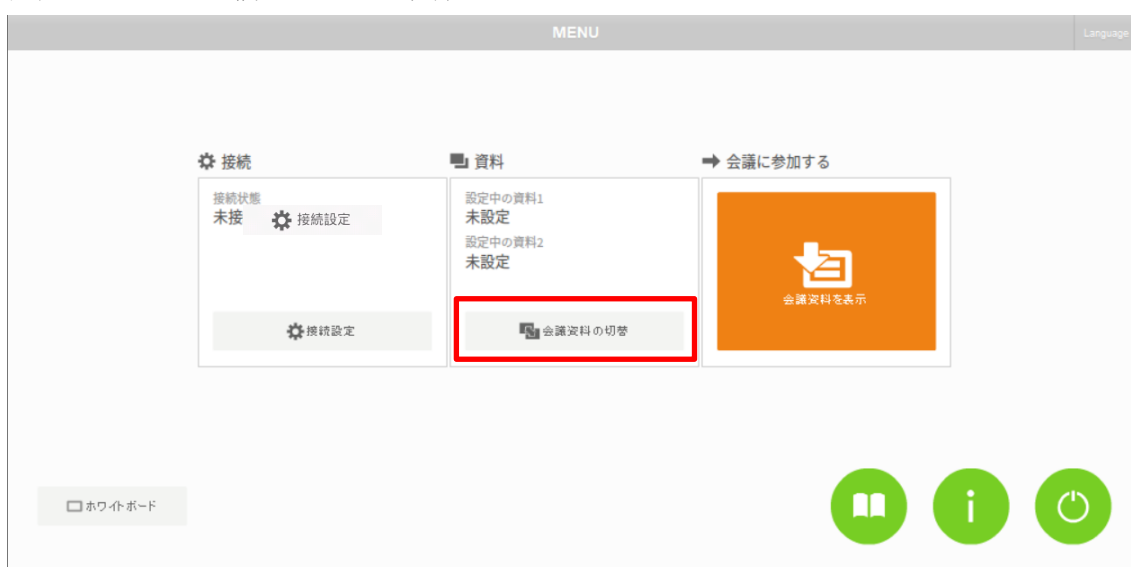 MENU
Language
接続
資料
会議に参加する
接続状態
未接
接続設定
設定中の資料1
未設定
設定中の資料2
未設定
会議資料を表示
接続設定
会議資料の切替
ホワイトボード
i